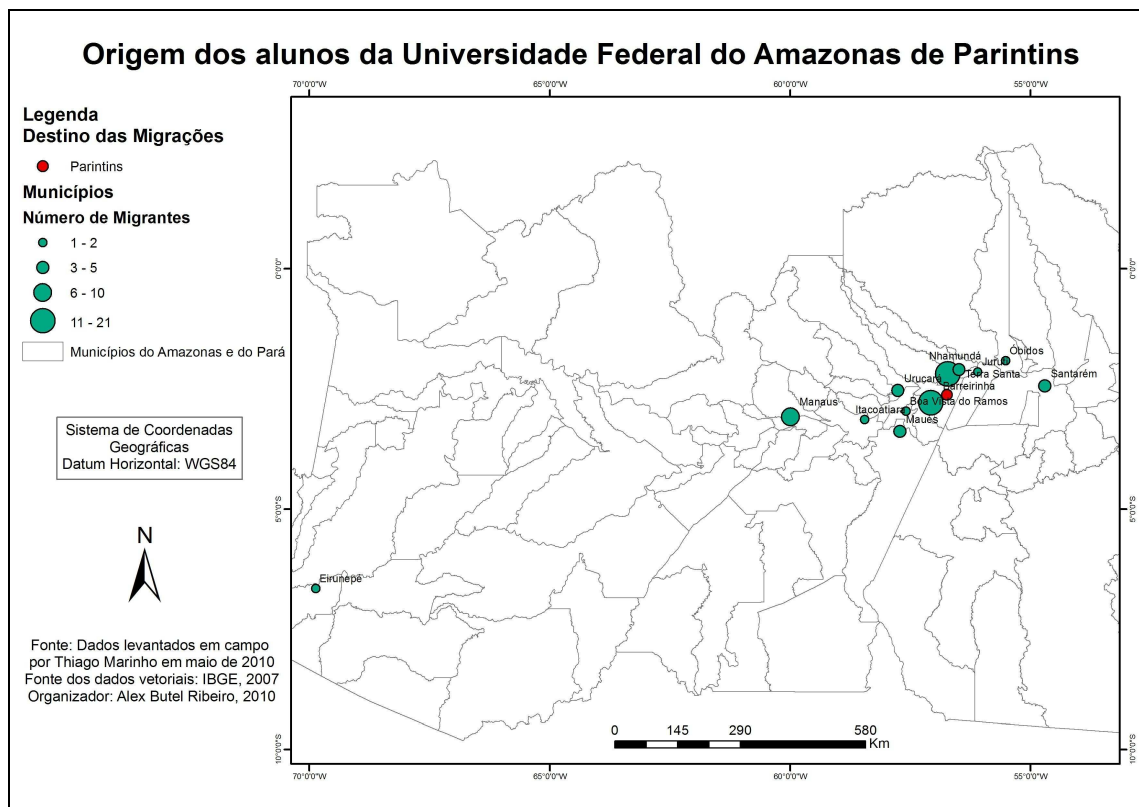 Origem dos alunos da Universidade Federal do Amazonas de Parintins
70°0'0"W 65°0'0"W 60°0'0"W 55°0'0"W
Legenda
Destino das Migrações
Parintins
Municípios
Número de Migrantes
1 - 2
3 - 5
6 - 10
11 - 21
Municípios do Amazonas e do Pará
Sistema de Coordenadas
Geográficas
Datum Horizontal: WGS84
N
Fonte: Dados levantados em campo
por Thiago Marinho em maio de 2010
Fonte dos dados vetoriais: IBGE, 2007
Organizador: Alex Butel Ribeiro, 2010
0°0'0" 0°0'0"
5°0'0"S 5°0'0"S
10°0'0"S 10°0'0"S
Óbidos
Nhamundá
Juruti
Terra Santa
Santarém
Urucará
Barreirinha
Manaus
Itacoatiara
Boa Vista do Ramos
Maués
Eirunepé
0 145 290 580
Km
70°0'0"W 65°0'0"W 60°0'0"W 55°0'0"W